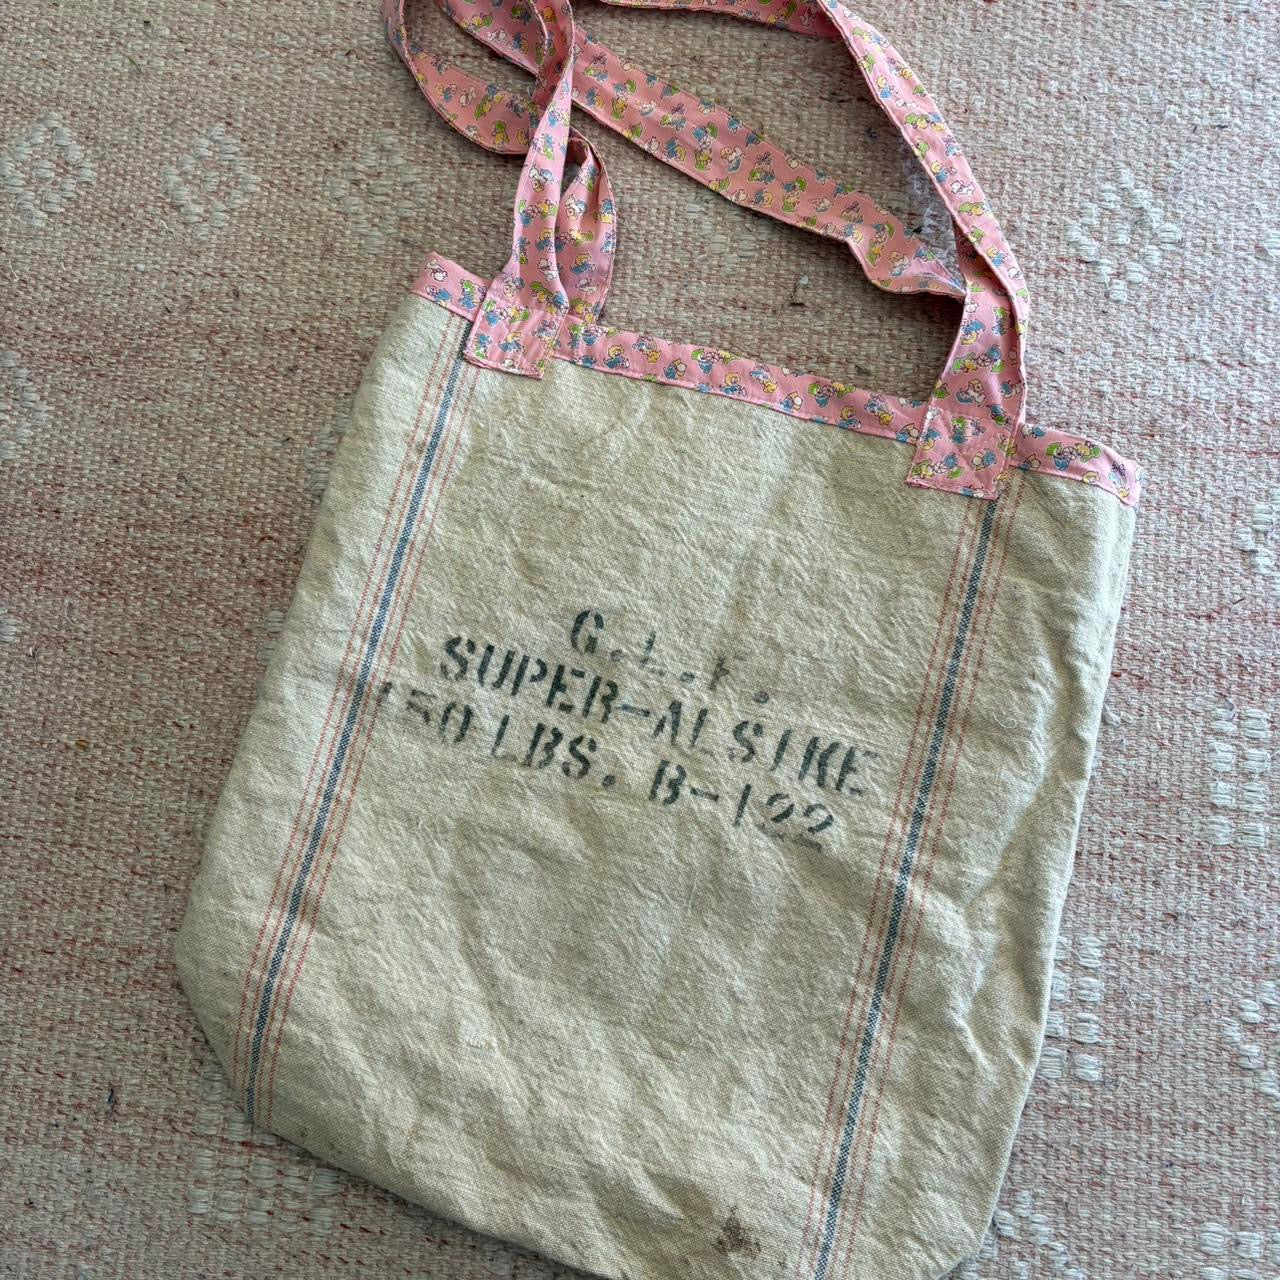 G.L.F.
SUPER-ALSIKE
150 LBS. B-122